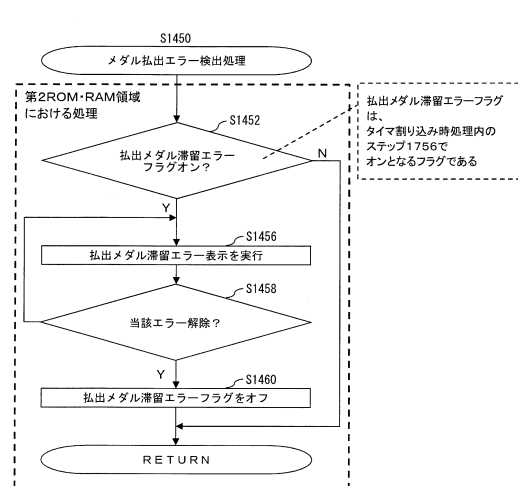 S1450
メダル払出エラー検出処理
第2ROM・RAM領域
における処理
S1452
払出メダル滞留エラー
フラグオン？
N
払出メダル滞留エラーフラグ
は、
タイマ割り込み時処理内の
ステップ1756で
オンとなるフラグである
Y
S1456
払出メダル滞留エラー表示を実行
S1458
当該エラー解除？
Y
S1460
払出メダル滞留エラーフラグをオフ
RETURN